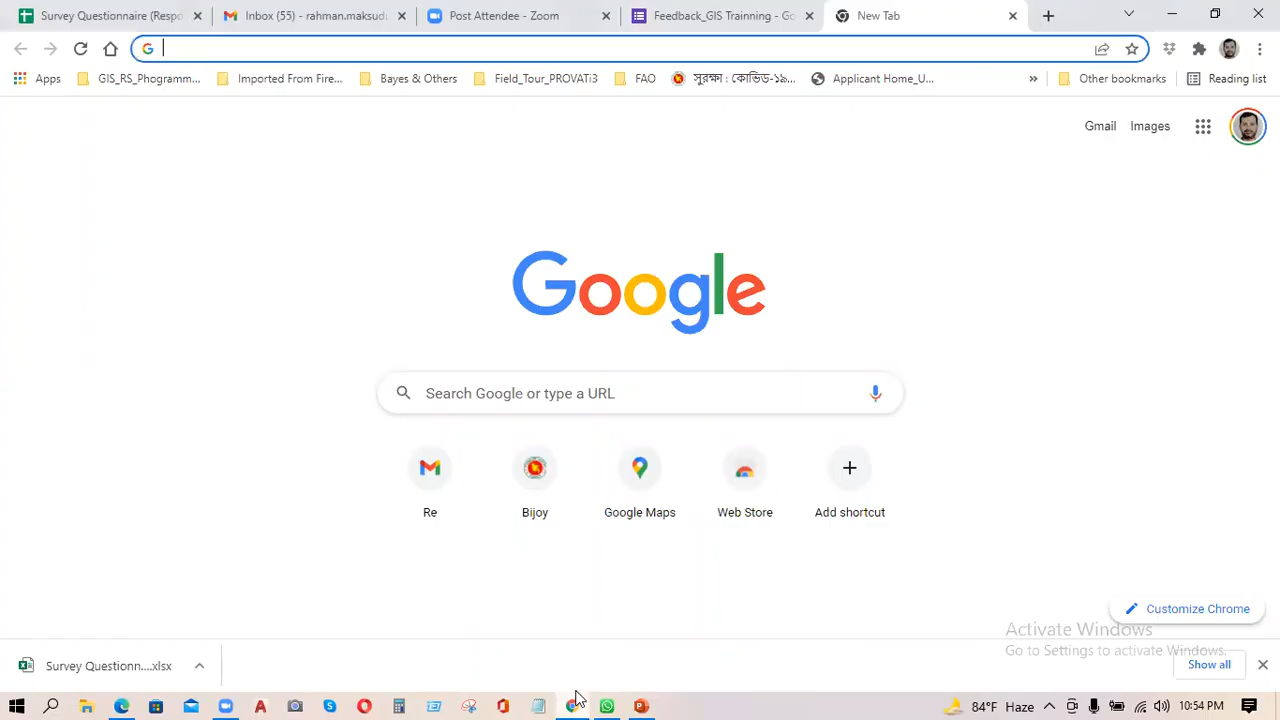 Survey Questionnaire (Respo
Inbox (55) - rahman.maksudu
Post Attendee - Zoom
Feedback_GIS Trainning - Go
New Tab
Apps
GIS_RS_Phogramm...
Imported From Fire...
Bayes & Others
Field_Tour_PROVATi3
FAO
সুরক্ষা : কোভিড-১৯...
Applicant Home_U...
»
Other bookmarks
Reading list
Gmail
Images
Google
Search Google or type a URL
Re
Bijoy
Google Maps
Web Store
Add shortcut
Customize Chrome
Activate Windows
Go to Settings to activate Windows.
Survey Questionn....xlsx
Show all
84°F Haze
10:54 PM